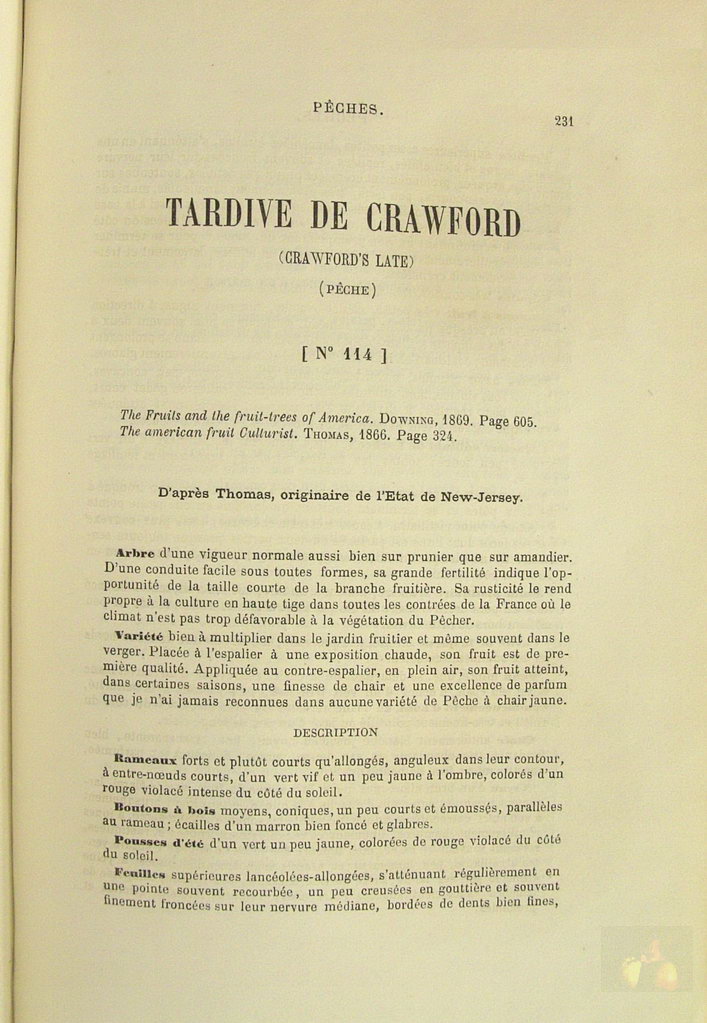 PÊCHES.
231
TARDIVE DE CRAWFORD
(CRAWFORD'S LATE)
(PÊCHE)
[ N° 114 ]
The Fruits and the fruit-trees of America. DOWNING, 1869. Page 605.
The american fruit Culturist. THOMAS, 1866. Page 324.
D'après Thomas, originaire de l'Etat de New-Jersey.
Arbre d'une vigueur normale aussi bien sur prunier que sur amandier.
D'une conduite facile sous toutes formes, sa grande fertilité indique l'op-
portunité de la taille courte de la branche fruitière. Sa rusticité le rend
propre à la culture en haute tige dans toutes les contrées de la France où le
climat n'est pas trop défavorable à la végétation du Pêcher.
Variété bien à multiplier dans le jardin fruitier et même souvent dans le
verger. Placée à l'espalier à une exposition chaude, son fruit est de pre-
mière qualité. Appliquée au contre-espalier, en plein air, son fruit atteint,
dans certaines saisons, une finesse de chair et une excellence de parfum
que je n'ai jamais reconnues dans aucune variété de Pêche à chair jaune.
DESCRIPTION
Rameaux forts et plutôt courts qu'allongés, anguleux dans leur contour,
à entre-nœuds courts, d'un vert vif et un peu jaune à l'ombre, colorés d'un
rouge violacé intense du côté du soleil.
Boutons à bois moyens, coniques, un peu courts et émoussés, parallèles
au rameau ; écailles d'un marron bien foncé et glabres.
Pousses d'été d'un vert un peu jaune, colorées de rouge violacé du côté
du soleil.
Feuilles supérieures lancéolées-allongées, s'atténuant régulièrement en
une pointe souvent recourbée, un peu creusées en gouttière et souvent
finement froncées sur leur nervure médiane, bordées de dents bien fines,